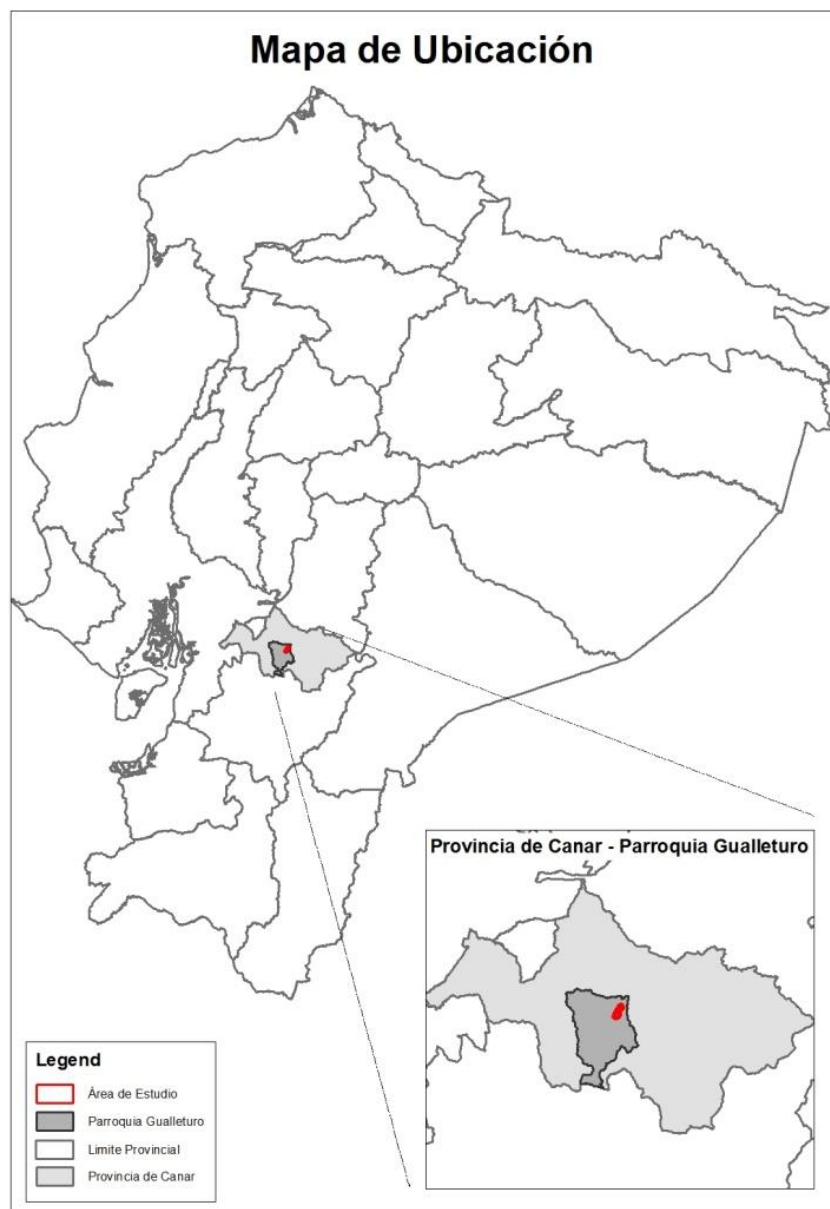 Mapa de Ubicación
Provincia de Canar - Parroquia Gualleturo
Legend
Área de Estudio
Parroquia Gualleturo
Limite Provincial
Provincia de Canar